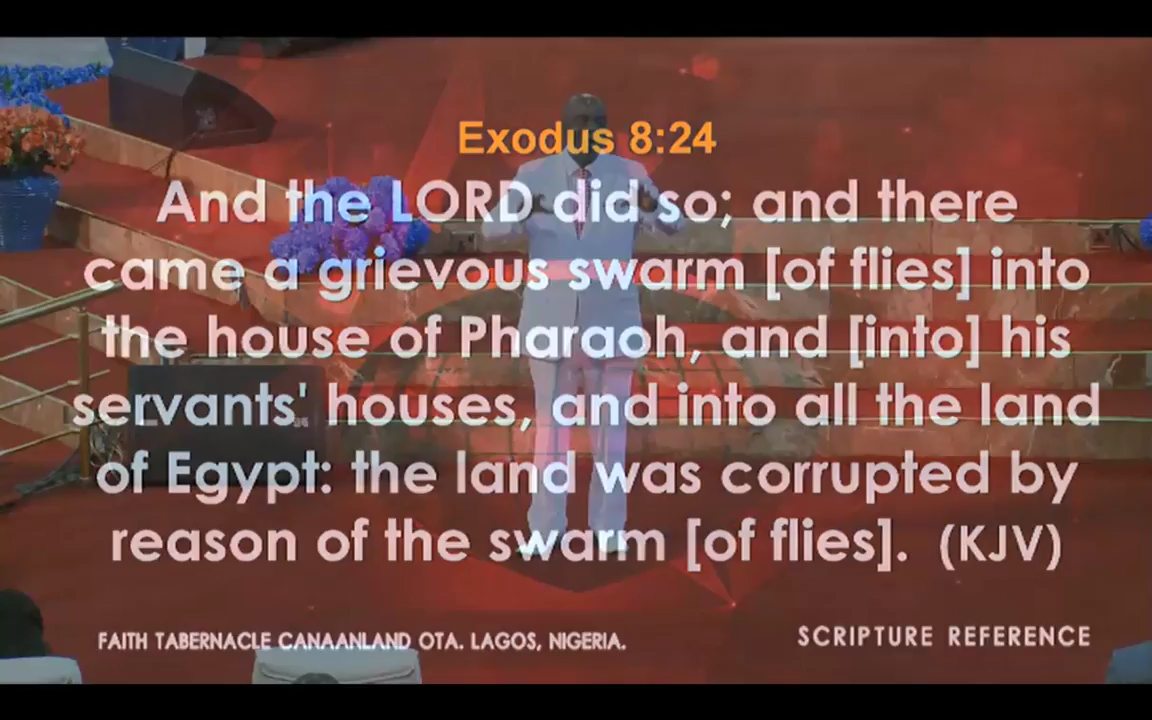 Exodus 8:24
And the LORD did so; and there
came a grievous swarm [of flies] into
the house of Pharaoh, and [into] his
servants' houses, and into all the land
of Egypt: the land was corrupted by
reason of the swarm [of flies]. (KJV)
FAITH TABERNACLE CANAANLAND OTA. LAGOS, NIGERIA.
SCRIPTURE REFERENCE